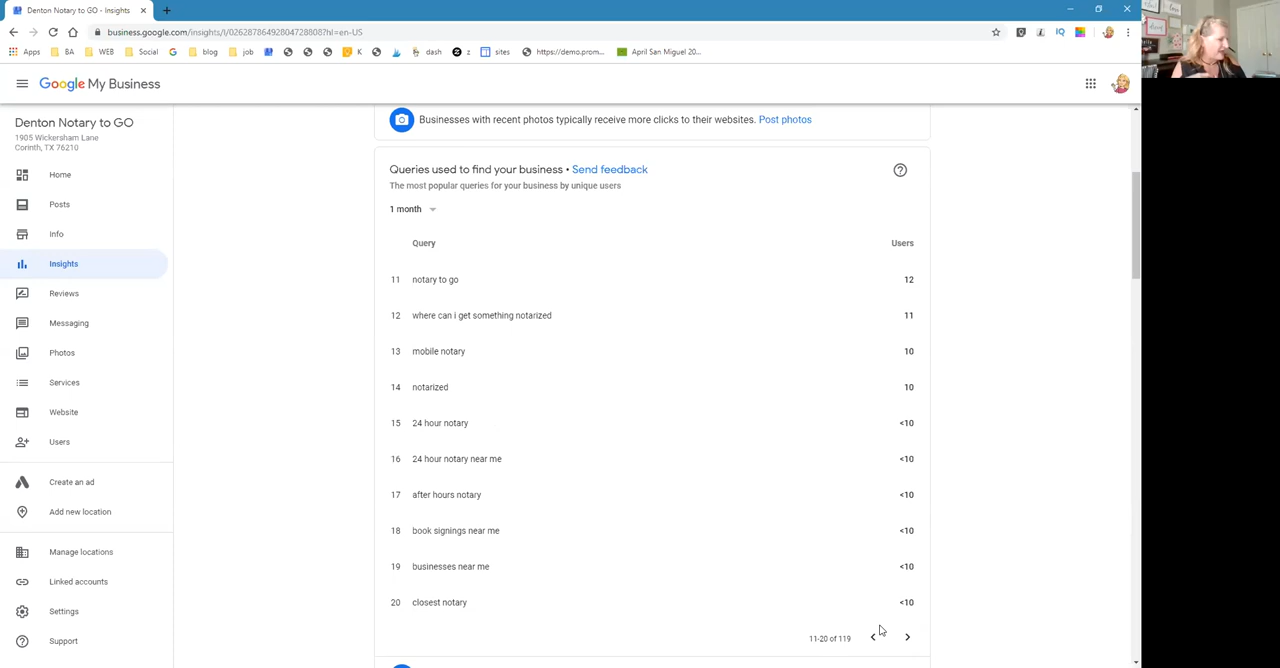 Denton Notary to GO - Insights
business.google.com/insights/l/02628786492804728808?hl=en-US
Apps BA WEB Social blog job K dash z sites https://demo.prom... April San Miguel 20...
Google My Business
Denton Notary to GO
1905 Wickersham Lane
Corinth, TX 76210
Home
Posts
Info
Insights
Reviews
Messaging
Photos
Services
Website
Users
Create an ad
Add new location
Manage locations
Linked accounts
Settings
Support
Businesses with recent photos typically receive more clicks to their websites. Post photos
Queries used to find your business • Send feedback
The most popular queries for your business by unique users
1 month
Query Users
11 notary to go 12
12 where can i get something notarized 11
13 mobile notary 10
14 notarized 10
15 24 hour notary <10
16 24 hour notary near me <10
17 after hours notary <10
18 book signings near me <10
19 businesses near me <10
20 closest notary <10
11-20 of 119